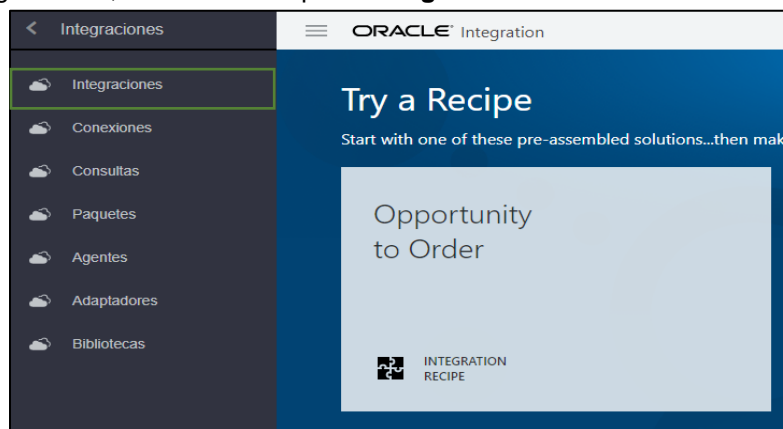 < Integraciones
ORACLE Integration
Integraciones
Conexiones
Consultas
Paquetes
Agentes
Adaptadores
Bibliotecas
Try a Recipe
Start with one of these pre-assembled solutions...then mak
Opportunity
to Order
INTEGRATION
RECIPE